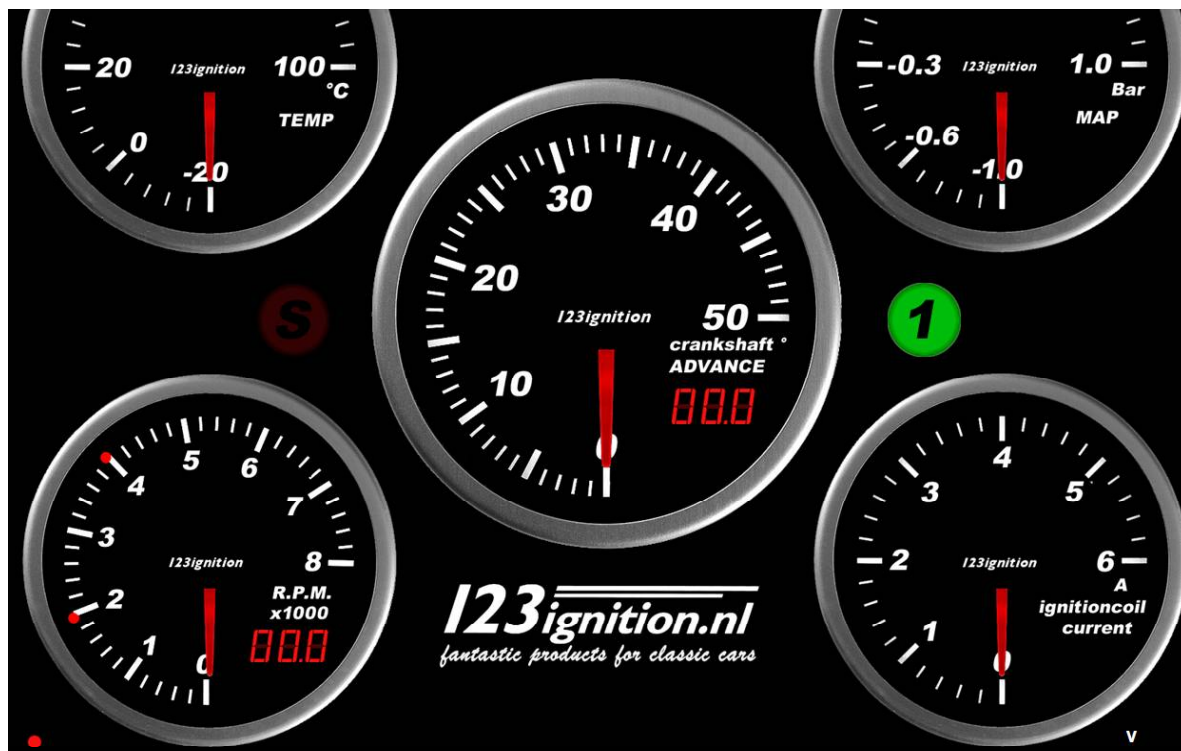 20
123ignition
100
°C
TEMP
0
-20
-0.3
123ignition
1.0
Bar
MAP
-0.6
-1.0
30
40
20
50
10
0
123ignition
crankshaft °
ADVANCE
00.0
S
1
5
6
4
7
3
8
2
1
0
123ignition
R.P.M.
x1000
00.0
123ignition.nl
fantastic products for classic cars
4
3
5
2
6
1
0
123ignition
A
ignitioncoil
current
V